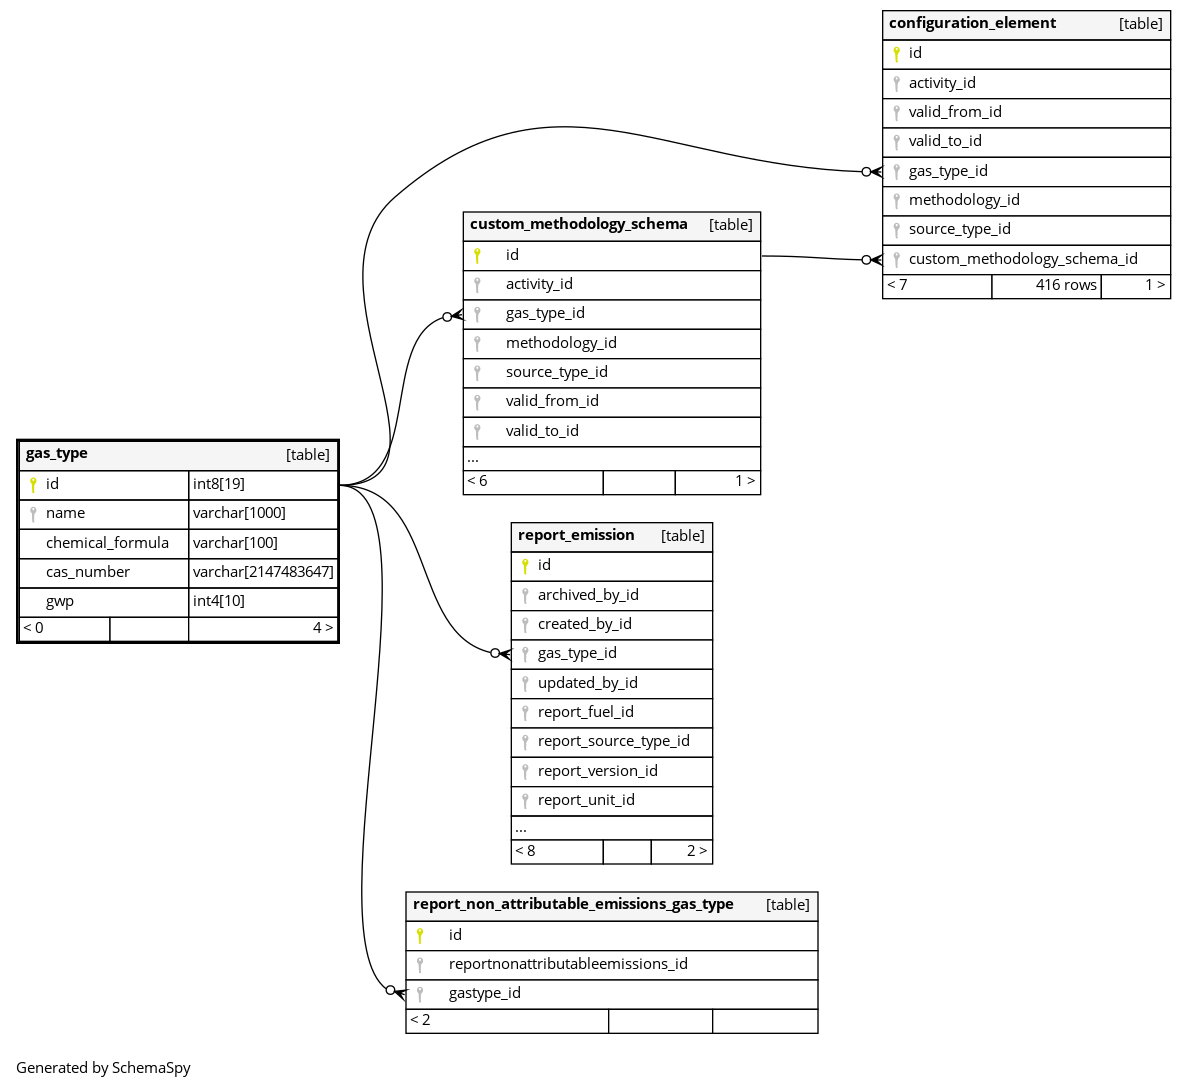 configuration_element [table]
id
activity_id
valid_from_id
valid_to_id
gas_type_id
methodology_id
source_type_id
custom_methodology_schema_id
< 7 416 rows 1 >
custom_methodology_schema [table]
id
activity_id
gas_type_id
methodology_id
source_type_id
valid_from_id
valid_to_id
...
< 6 1 >
gas_type [table]
id int8[19]
name varchar[1000]
chemical_formula varchar[100]
cas_number varchar[2147483647]
gwp int4[10]
< 0 4 >
report_emission [table]
id
archived_by_id
created_by_id
gas_type_id
updated_by_id
report_fuel_id
report_source_type_id
report_version_id
report_unit_id
...
< 8 2 >
report_non_attributable_emissions_gas_type [table]
id
reportnonattributableemissions_id
gastype_id
< 2
Generated by SchemaSpy